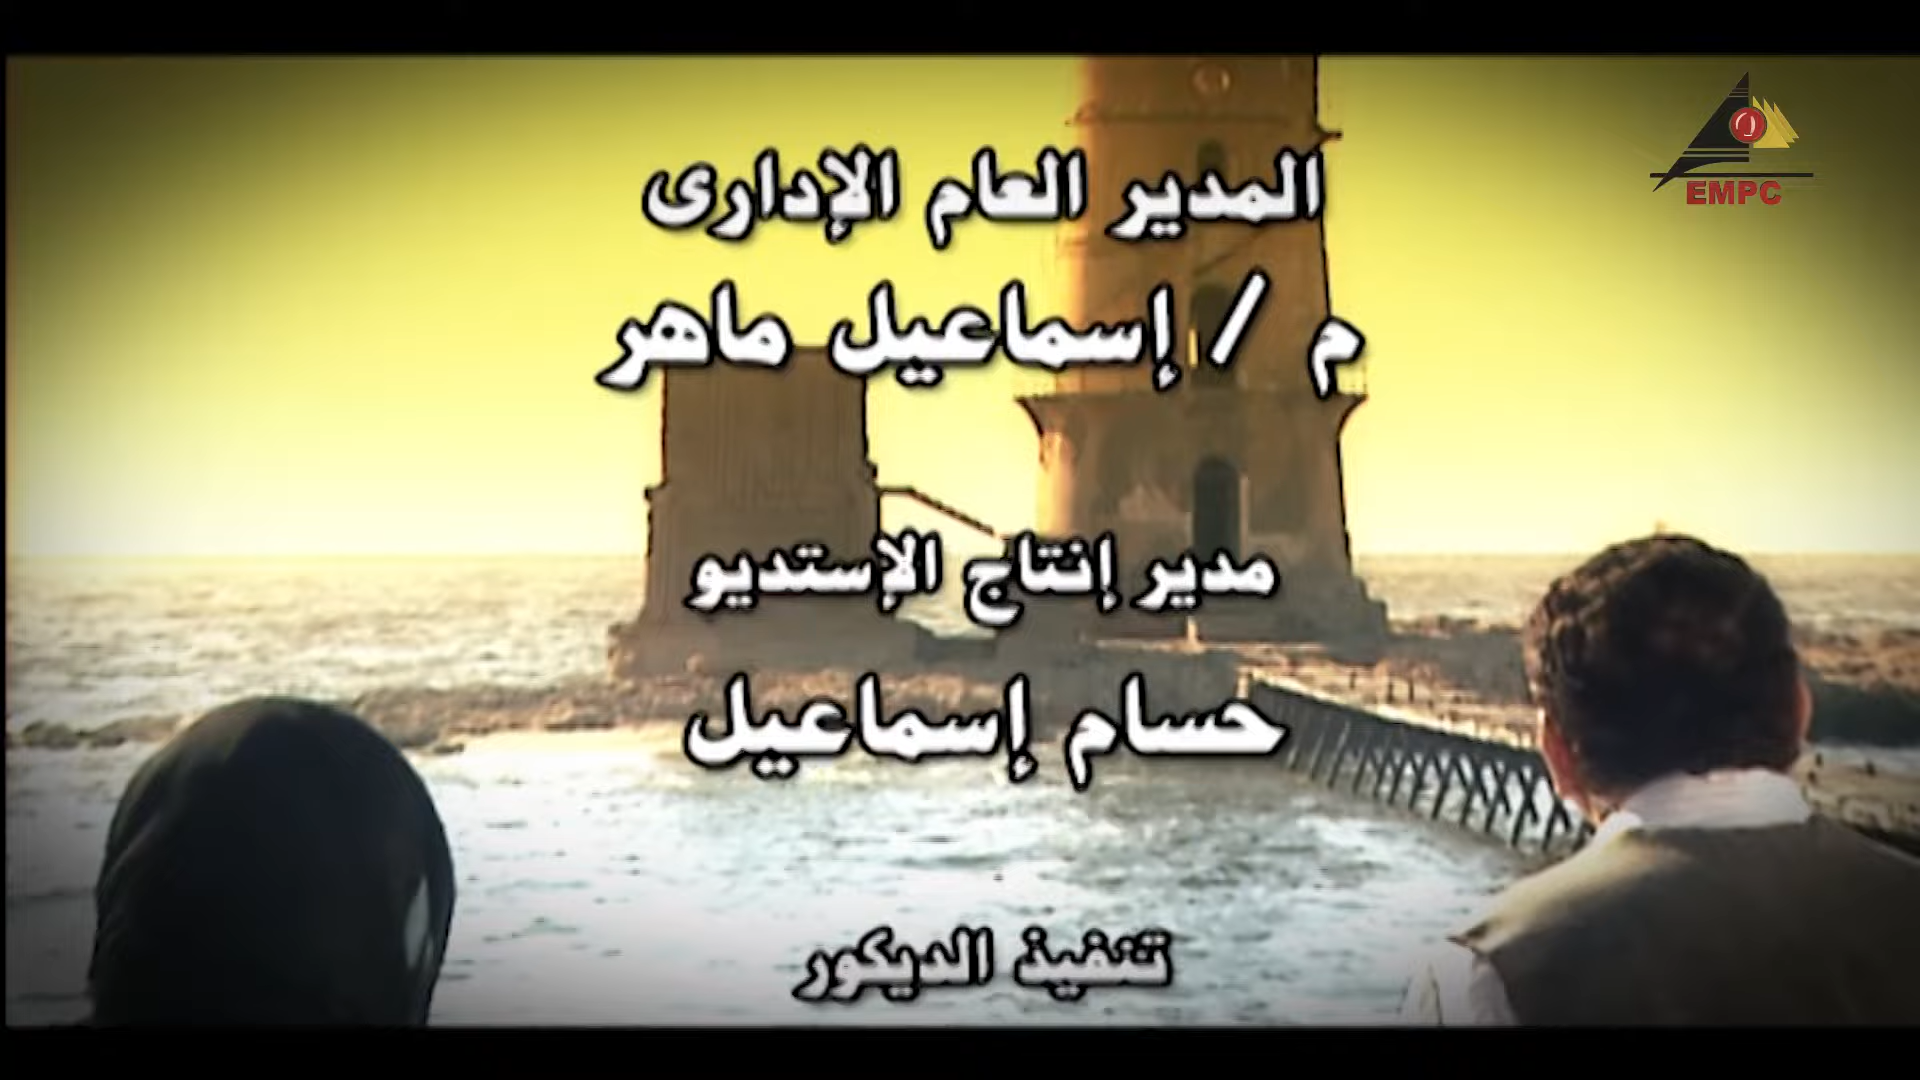 EMPC
المدير العام الإدارى
م / إسماعيل ماهر
مدير إنتاج الإستديو
حسام إسماعيل
تنفيذ الديكور